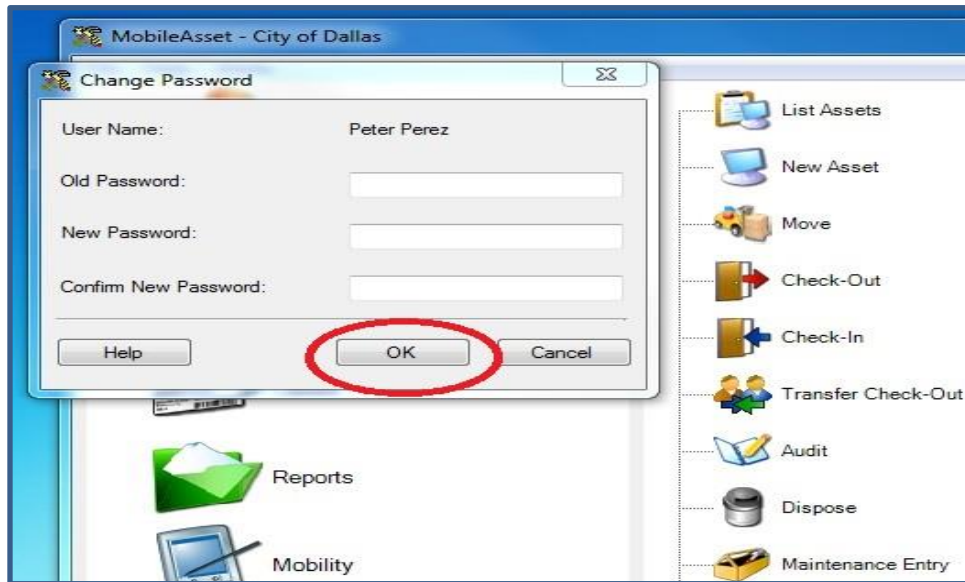 MobileAsset - City of Dallas
Change Password
User Name: Peter Perez
Old Password:
New Password:
Confirm New Password:
Help OK Cancel
Reports
Mobility
List Assets
New Asset
Move
Check-Out
Check-In
Transfer Check-Out
Audit
Dispose
Maintenance Entry